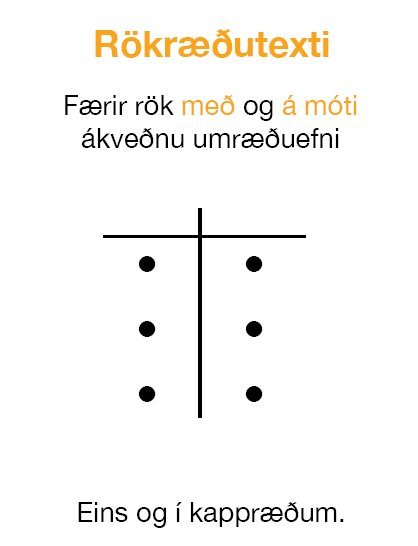 Rökræðutexti
Færir rök með og á móti
ákveðnu umræðuefni
Eins og í kappræðum.